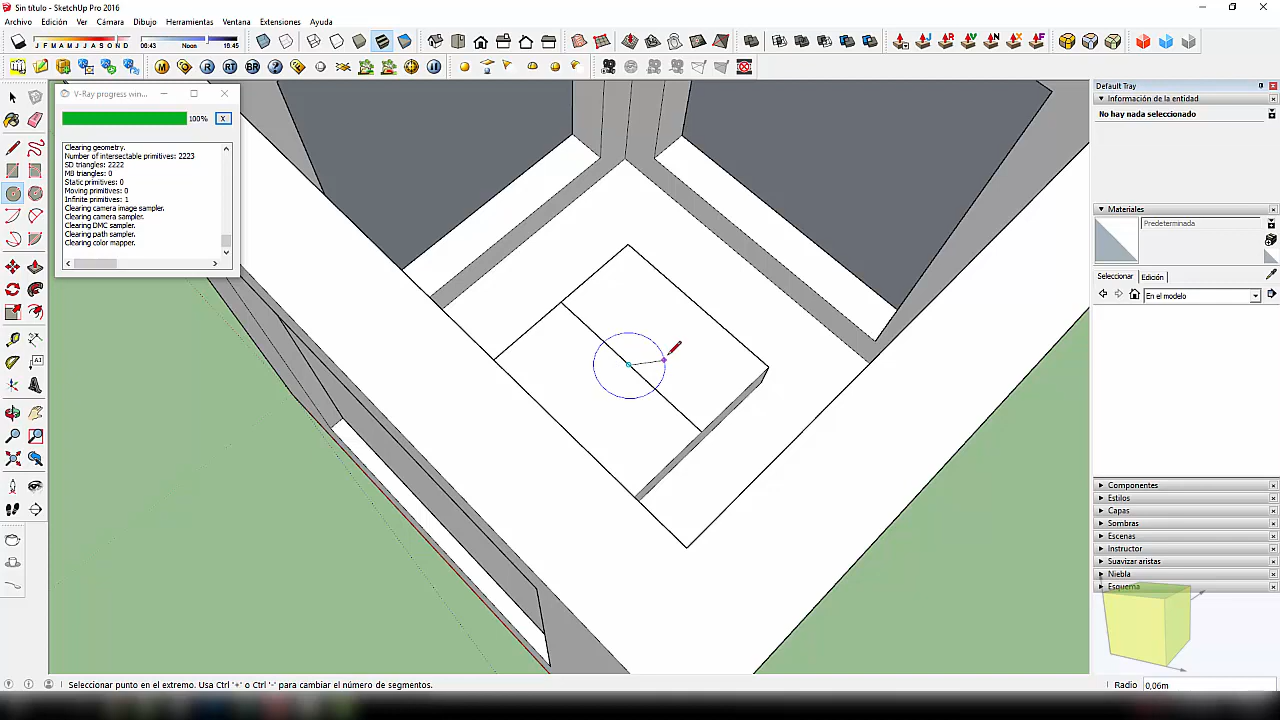 Sin título - SketchUp Pro 2016
Archivo Edición Ver Cámara Dibujo Herramientas Ventana Extensiones Ayuda
J F M A M J J A S O N D 06:43 Noon 16:45
M R RT BR
V-Ray progress win...
100% X
Clearing geometry.
Number of intersectable primitives: 2223
SD triangles: 2222
MB triangles: 0
Static primitives: 0
Moving primitives: 0
Infinite primitives: 1
Clearing camera image sampler.
Clearing camera sampler.
Clearing DMC sampler.
Clearing path sampler.
Clearing color mapper.
Default Tray
Información de la entidad
No hay nada seleccionado
Materiales
Predeterminada
Seleccionar Edición
En el modelo
Componentes
Estilos
Capas
Sombras
Escenas
Instructor
Suavizar aristas
Niebla
Esquema
Seleccionar punto en el extremo. Usa Ctrl '+' o Ctrl '-' para cambiar el número de segmentos.
Radio 0,06m